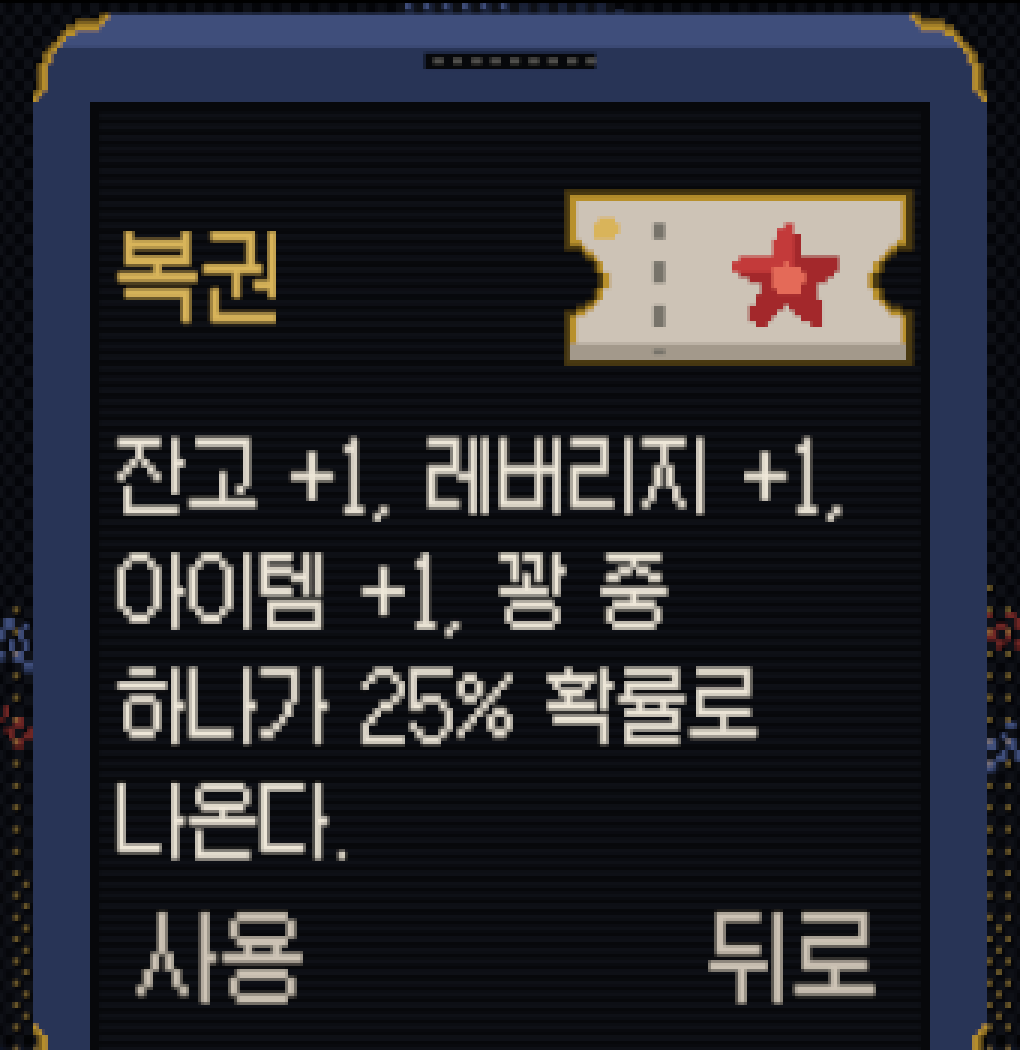 복권
잔고 +1, 레버리지 +1,
아이템 +1, 꽝 중
하나가 25% 확률로
나온다.
사용 뒤로